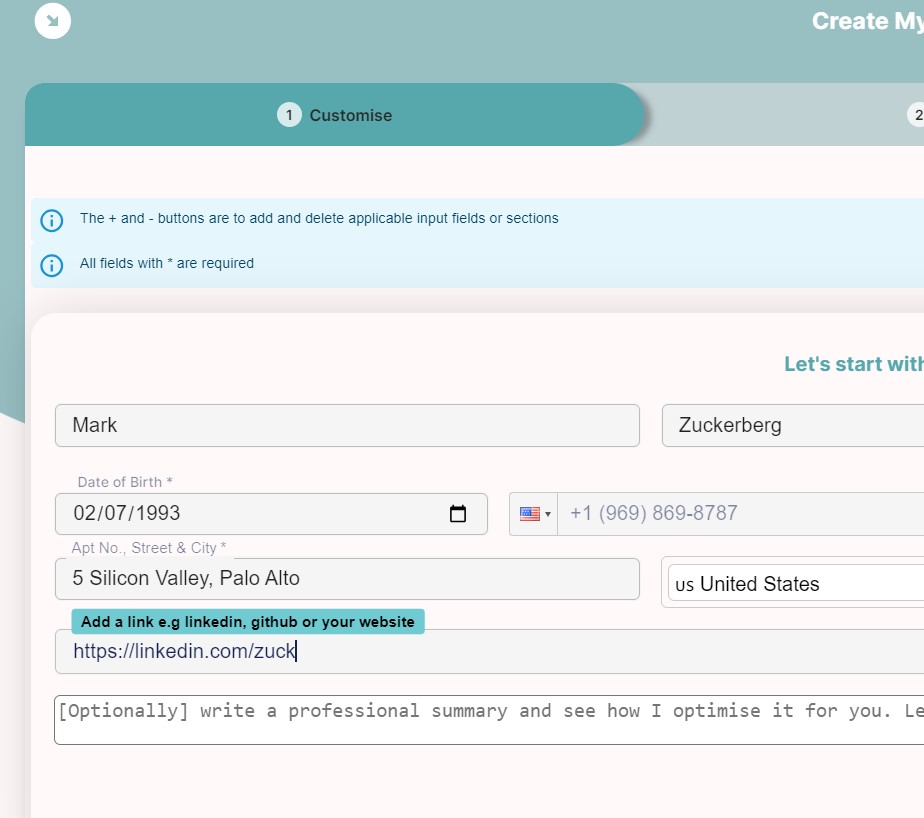 Create My
1 Customise
2
The + and - buttons are to add and delete applicable input fields or sections
All fields with * are required
Let's start with
Mark
Zuckerberg
Date of Birth *
02/07/1993
+1 (969) 869-8787
Apt No., Street & City *
5 Silicon Valley, Palo Alto
US United States
Add a link e.g linkedin, github or your website
https://linkedin.com/zuck
[Optionally] write a professional summary and see how I optimise it for you. Le